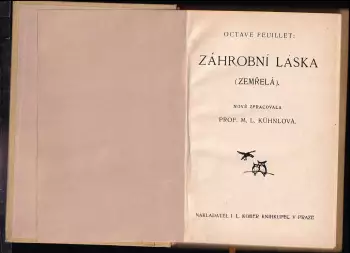 OCTAVE FEUILLET:
ZÁHROBNÍ LÁSKA
(ZEMŘELÁ).
NOVĚ ZPRACOVALA
PROF. M. L. KÜHNLOVÁ.
NAKLADATEL I. L. KOBER KNIHKUPEC V PRAZE